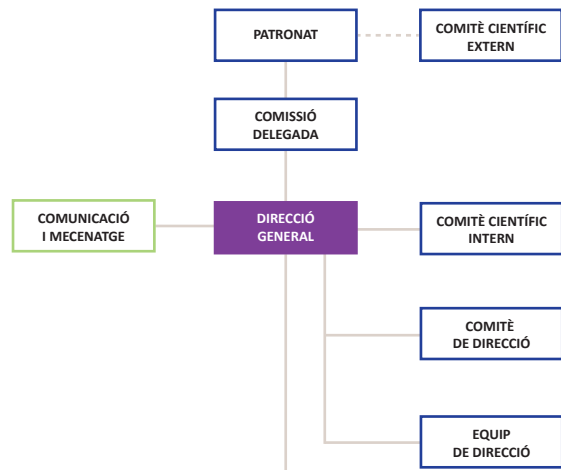 PATRONAT
COMITÈ CIENTÍFIC
EXTERN
COMISSIÓ
DELEGADA
COMUNICACIÓ
I MECENATGE
DIRECCIÓ
GENERAL
COMITÈ CIENTÍFIC
INTERN
COMITÈ
DE DIRECCIÓ
EQUIP
DE DIRECCIÓ